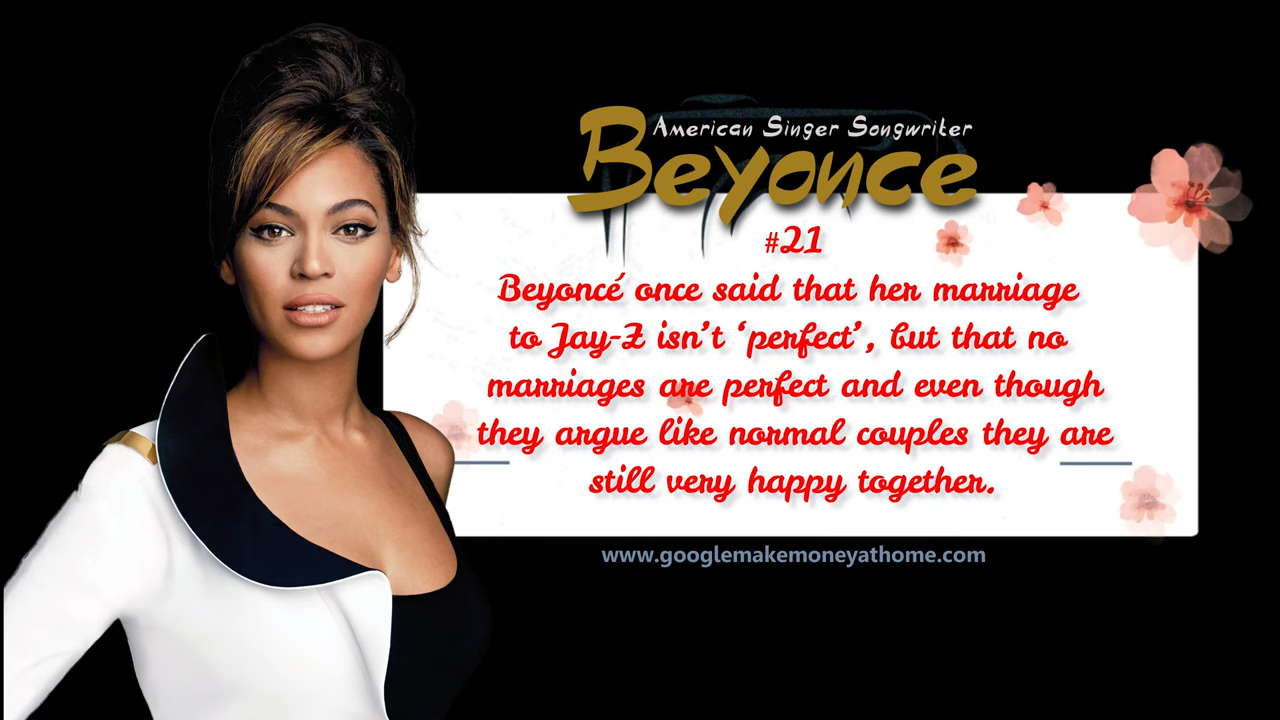 American Singer Songwriter
Beyonce
#21
Beyoncé once said that her marriage
to Jay-Z isn’t ‘perfect’, but that no
marriages are perfect and even though
they argue like normal couples they are
still very happy together.
www.googlemakemoneyathome.com